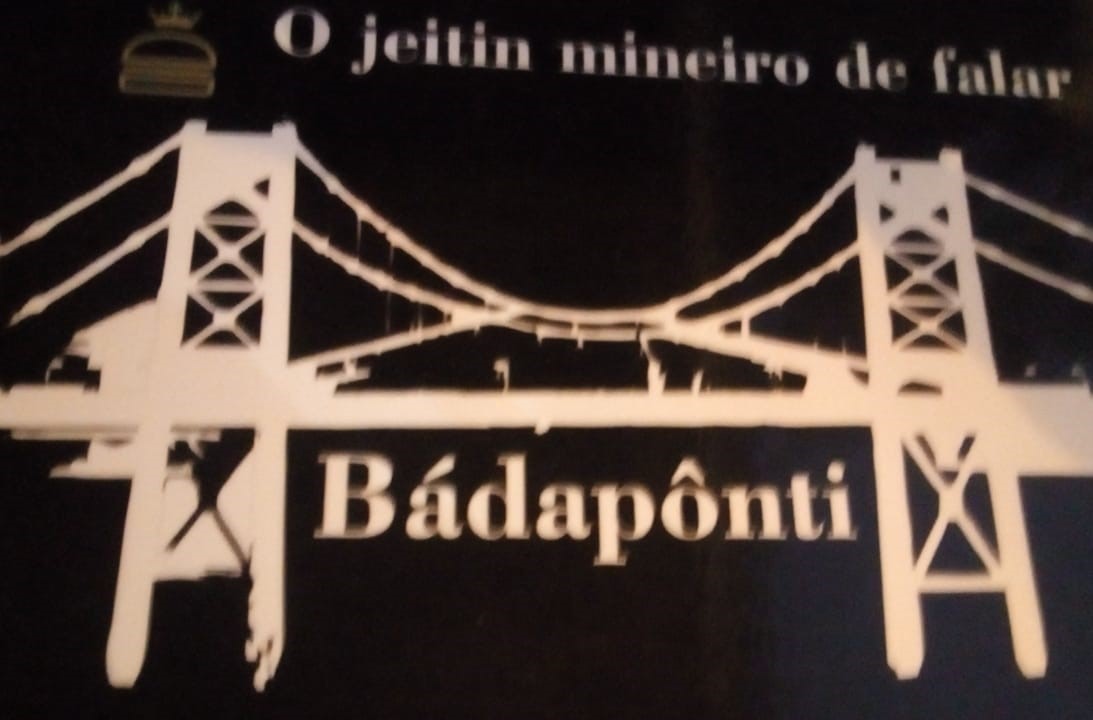 O jeitin mineiro de falar
Bádapônti